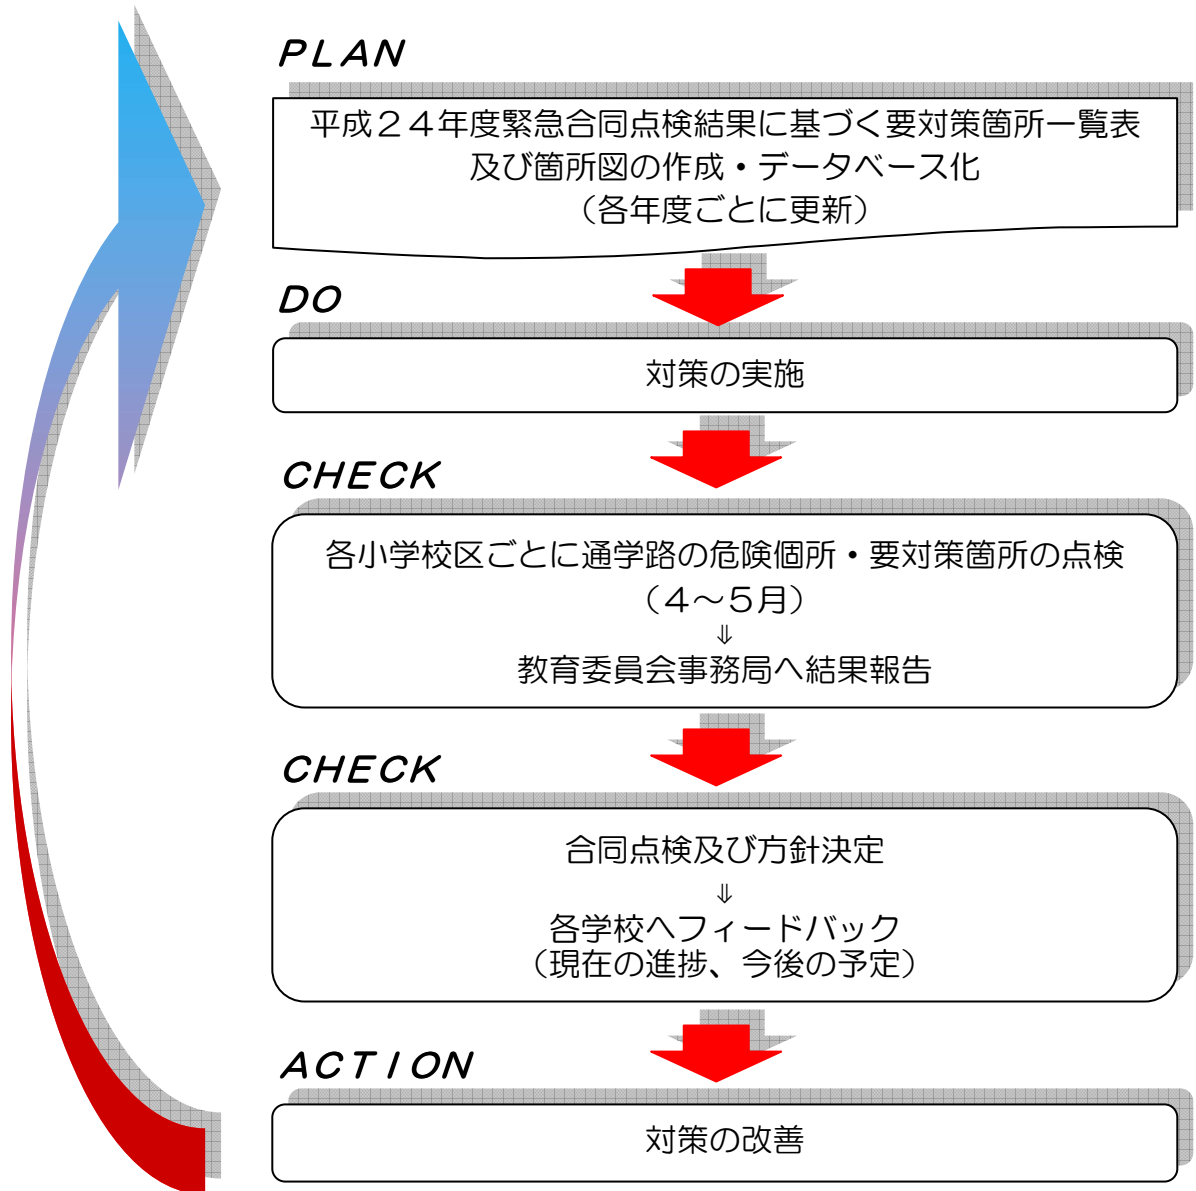 PLAN
平成２４年度緊急合同点検結果に基づく要対策箇所一覧表
及び箇所図の作成・データベース化
（各年度ごとに更新）
DO
対策の実施
CHECK
各小学校区ごとに通学路の危険個所・要対策箇所の点検
（４～５月）
⇓
教育委員会事務局へ結果報告
CHECK
合同点検及び方針決定
⇓
各学校へフィードバック
（現在の進捗、今後の予定）
ACTION
対策の改善